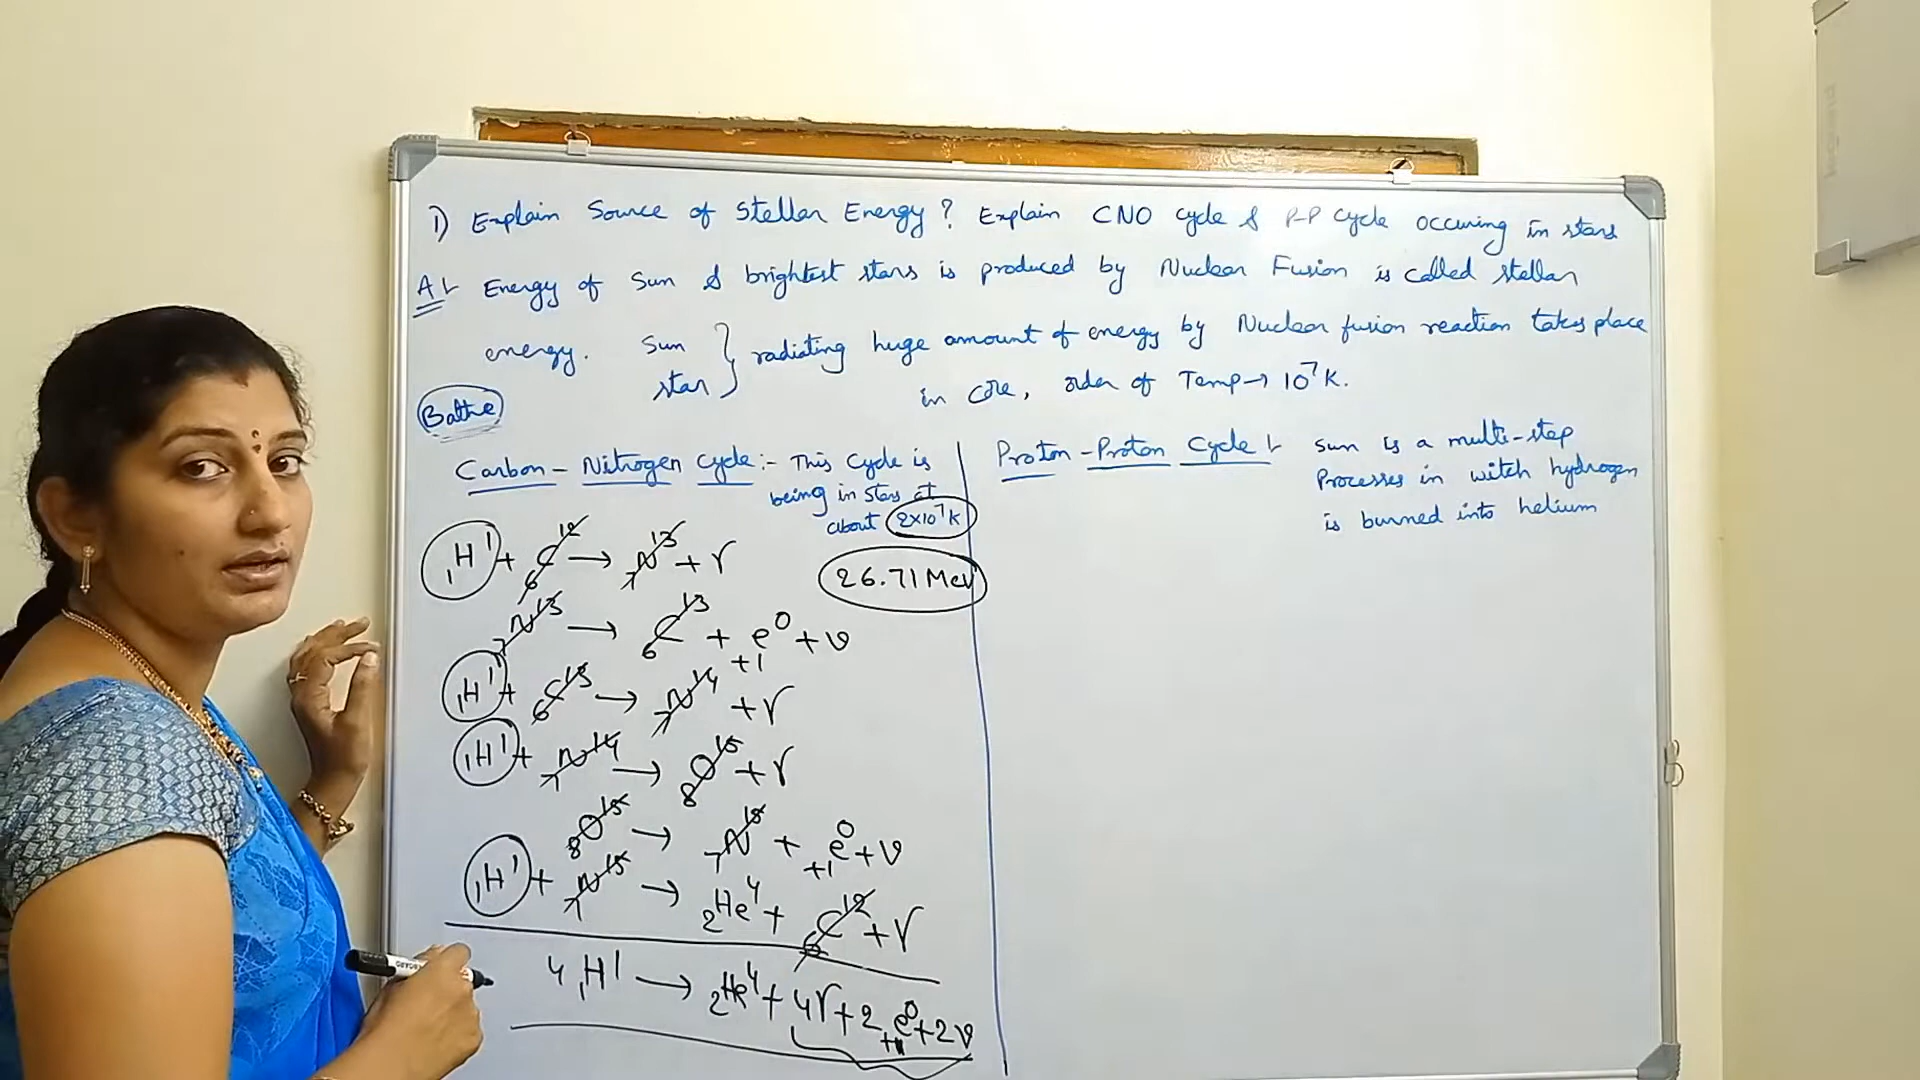 1) Explain Source of Stellar Energy? Explain CNO cycle & P-P cycle occuring in stars
A:- Energy of Sun & brightest stars is produced by Nuclear Fusion is called stellar
energy. Sun } radiating huge amount of energy by Nuclear fusion reaction takes place
star in core, order of Temp→ 10⁷K.
Bathe
Carbon - Nitrogen Cycle:- This Cycle is
being in stars at
about 2×10⁷K
₁H¹ + ₆C¹² → ₇N¹³ + γ
26.71 Mev
₇N¹³ → ₆C¹³ + ₊₁e⁰ + ν
₁H¹ + ₆C¹³ → ₇N¹⁴ + γ
₁H¹ + ₇N¹⁴ → ₈O¹⁵ + γ
₈O¹⁵ → ₇N¹⁵ + ₊₁e⁰ + ν
₁H¹ + ₇N¹⁵ → ₂He⁴ + ₆C¹² + γ
4 ₁H¹ → ₂He⁴ + 4γ + 2 ₊₁e⁰ + 2ν
Proton - Proton Cycle :- Sun is a multi-step
Processes in witch hydrogen
is burned into helium